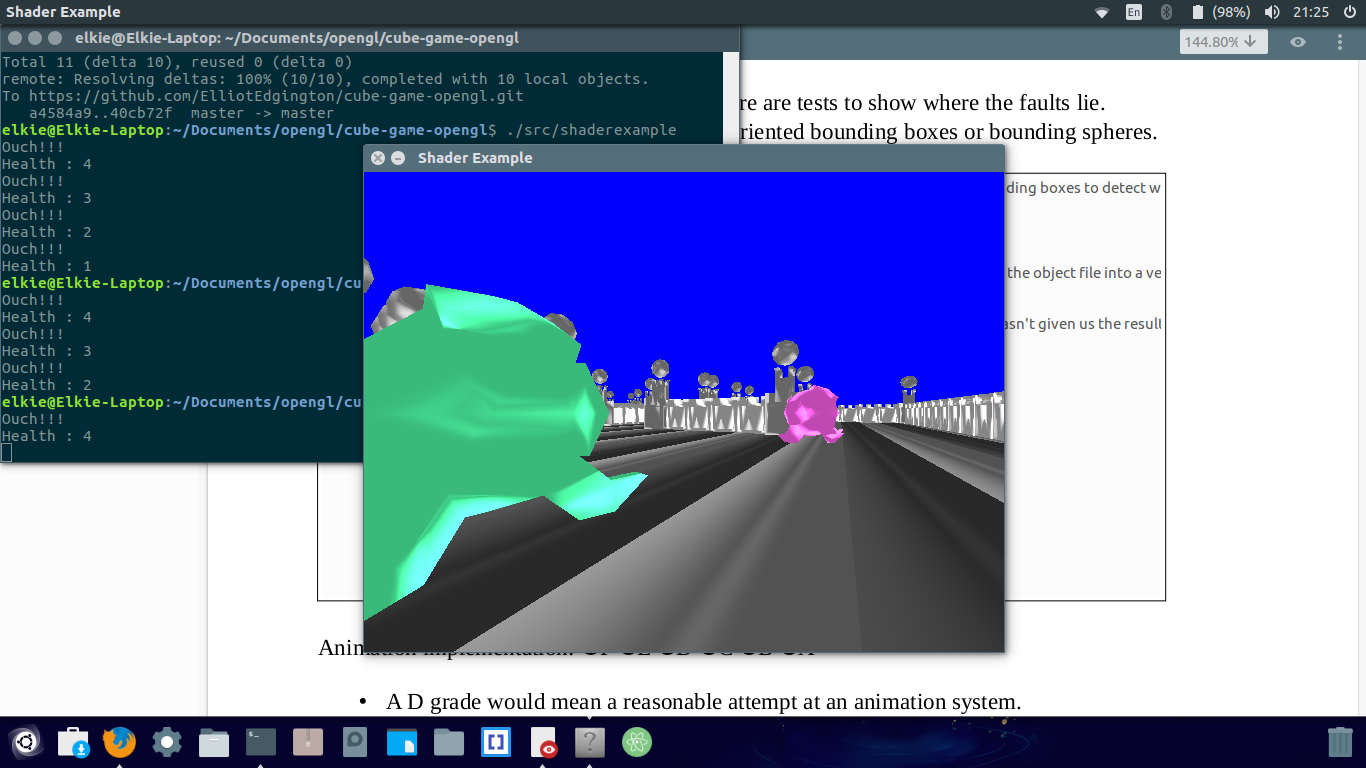 Shader Example
En
(98%)
21:25
elkie@Elkie-Laptop: ~/Documents/opengl/cube-game-opengl
144.80%
Total 11 (delta 10), reused 0 (delta 0)
remote: Resolving deltas: 100% (10/10), completed with 10 local objects.
To https://github.com/ElliotEdgington/cube-game-opengl.git
a4584a9..40cb72f master -> master
elkie@Elkie-Laptop:~/Documents/opengl/cube-game-opengl$ ./src/shaderexample
Ouch!!!
Health : 4
Ouch!!!
Health : 3
Ouch!!!
Health : 2
Ouch!!!
Health : 1
elkie@Elkie-Laptop:~/Documents/opengl/cu
Ouch!!!
Health : 4
Ouch!!!
Health : 3
Ouch!!!
Health : 2
elkie@Elkie-Laptop:~/Documents/opengl/cu
Ouch!!!
Health : 4
Shader Example
re are tests to show where the faults lie.
riented bounding boxes or bounding spheres.
ding boxes to detect w
the object file into a ve
asn't given us the result
• A D grade would mean a reasonable attempt at an animation system.